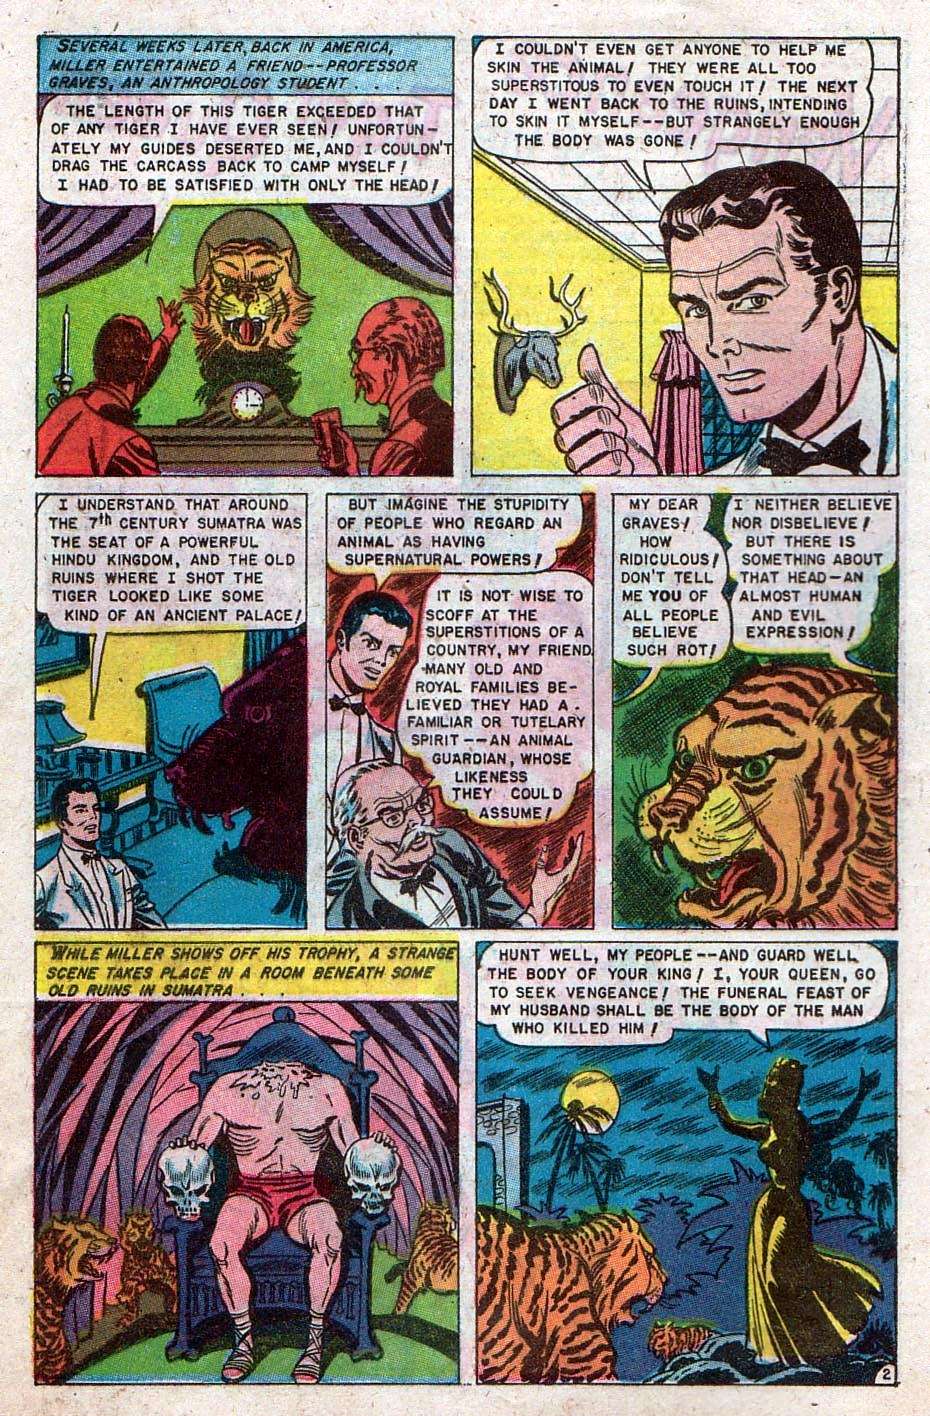 SEVERAL WEEKS LATER, BACK IN AMERICA,
MILLER ENTERTAINED A FRIEND--PROFESSOR
GRAVES, AN ANTHROPOLOGY STUDENT . . . .
THE LENGTH OF THIS TIGER EXCEEDED THAT
OF ANY TIGER I HAVE EVER SEEN! UNFORTUN-
ATELY MY GUIDES DESERTED ME, AND I COULDN'T
DRAG THE CARCASS BACK TO CAMP MYSELF!
I HAD TO BE SATISFIED WITH ONLY THE HEAD!
I COULDN'T EVEN GET ANYONE TO HELP ME
SKIN THE ANIMAL! THEY WERE ALL TOO
SUPERSTITOUS TO EVEN TOUCH IT! THE NEXT
DAY I WENT BACK TO THE RUINS, INTENDING
TO SKIN IT MYSELF--BUT STRANGELY ENOUGH
THE BODY WAS GONE!
I UNDERSTAND THAT AROUND
THE 7th CENTURY SUMATRA WAS
THE SEAT OF A POWERFUL
HINDU KINGDOM, AND THE OLD
RUINS WHERE I SHOT THE
TIGER LOOKED LIKE SOME
KIND OF AN ANCIENT PALACE!
BUT IMAGINE THE STUPIDITY
OF PEOPLE WHO REGARD AN
ANIMAL AS HAVING
SUPERNATURAL POWERS!
IT IS NOT WISE TO
SCOFF AT THE
SUPERSTITIONS OF A
COUNTRY, MY FRIEND.
MANY OLD AND
ROYAL FAMILIES BE-
LIEVED THEY HAD A
FAMILIAR OR TUTELARY
SPIRIT--AN ANIMAL
GUARDIAN, WHOSE
LIKENESS
THEY COULD
ASSUME!
MY DEAR
GRAVES!
HOW
RIDICULOUS!
DON'T TELL
ME YOU OF
ALL PEOPLE
BELIEVE
SUCH ROT!
I NEITHER BELIEVE
NOR DISBELIEVE!
BUT THERE IS
SOMETHING ABOUT
THAT HEAD--AN
ALMOST HUMAN
AND EVIL
EXPRESSION!
WHILE MILLER SHOWS OFF HIS TROPHY, A STRANGE
SCENE TAKES PLACE IN A ROOM BENEATH SOME
OLD RUINS IN SUMATRA . . . .
HUNT WELL, MY PEOPLE--AND GUARD WELL
THE BODY OF YOUR KING! I, YOUR QUEEN, GO
TO SEEK VENGEANCE! THE FUNERAL FEAST OF
MY HUSBAND SHALL BE THE BODY OF THE MAN
WHO KILLED HIM!
2